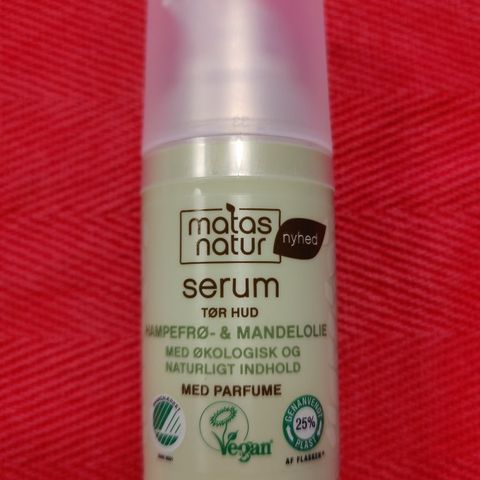 matas
natur
nyhed
serum
TØR HUD
HAMPEFRØ- & MANDELOLIE
MED ØKOLOGISK OG
NATURLIGT INDHOLD
MED PARFUME
Vegan
GENANVENDT
25%
PLAST
AF FLASKEN*